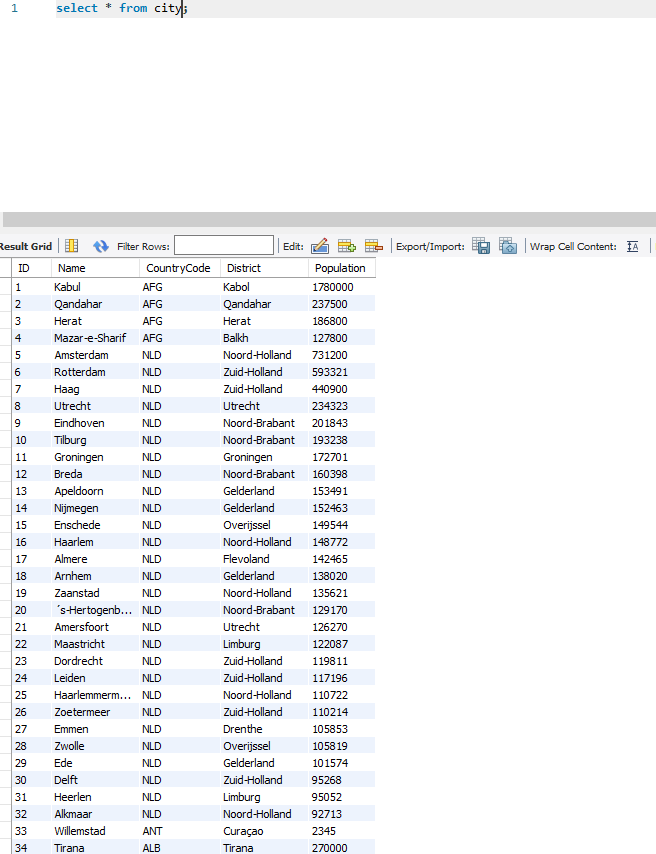 1 select * from city;
Result Grid Filter Rows: Edit: Export/Import: Wrap Cell Content:
ID Name CountryCode District Population
1 Kabul AFG Kabol 1780000
2 Qandahar AFG Qandahar 237500
3 Herat AFG Herat 186800
4 Mazar-e-Sharif AFG Balkh 127800
5 Amsterdam NLD Noord-Holland 731200
6 Rotterdam NLD Zuid-Holland 593321
7 Haag NLD Zuid-Holland 440900
8 Utrecht NLD Utrecht 234323
9 Eindhoven NLD Noord-Brabant 201843
10 Tilburg NLD Noord-Brabant 193238
11 Groningen NLD Groningen 172701
12 Breda NLD Noord-Brabant 160398
13 Apeldoorn NLD Gelderland 153491
14 Nijmegen NLD Gelderland 152463
15 Enschede NLD Overijssel 149544
16 Haarlem NLD Noord-Holland 148772
17 Almere NLD Flevoland 142465
18 Arnhem NLD Gelderland 138020
19 Zaanstad NLD Noord-Holland 135621
20 ´s-Hertogenb... NLD Noord-Brabant 129170
21 Amersfoort NLD Utrecht 126270
22 Maastricht NLD Limburg 122087
23 Dordrecht NLD Zuid-Holland 119811
24 Leiden NLD Zuid-Holland 117196
25 Haarlemmerm... NLD Noord-Holland 110722
26 Zoetermeer NLD Zuid-Holland 110214
27 Emmen NLD Drenthe 105853
28 Zwolle NLD Overijssel 105819
29 Ede NLD Gelderland 101574
30 Delft NLD Zuid-Holland 95268
31 Heerlen NLD Limburg 95052
32 Alkmaar NLD Noord-Holland 92713
33 Willemstad ANT Curaçao 2345
34 Tirana ALB Tirana 270000